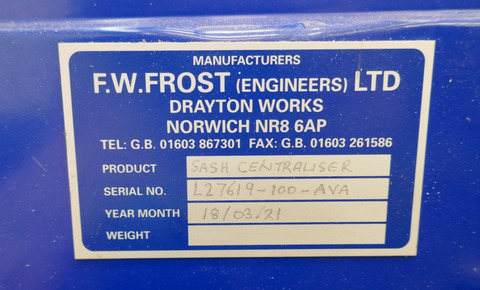 MANUFACTURERS
F.W.FROST (ENGINEERS) LTD
DRAYTON WORKS
NORWICH NR8 6AP
TEL: G.B. 01603 867301 FAX: G.B. 01603 261586
PRODUCT SASH CENTRALISER
SERIAL NO. L27619-100-AVA
YEAR MONTH 18/03/21
WEIGHT